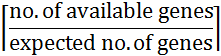 ⌈no. of available genes⌉
expected no. of genes